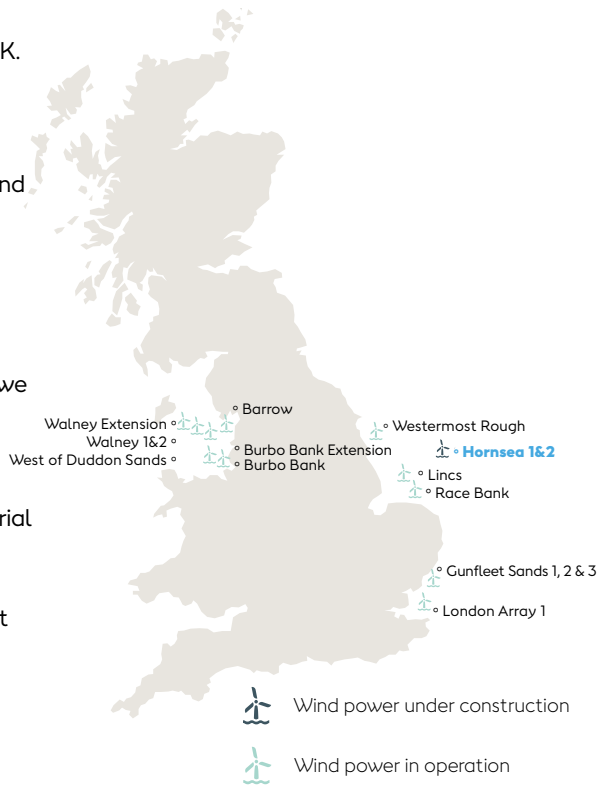 K.
nd
we
rial
t
Barrow
Walney Extension
Walney 1&2
West of Duddon Sands
Burbo Bank Extension
Burbo Bank
Westermost Rough
Hornsea 1&2
Lincs
Race Bank
Gunfleet Sands 1, 2 & 3
London Array 1
Wind power under construction
Wind power in operation